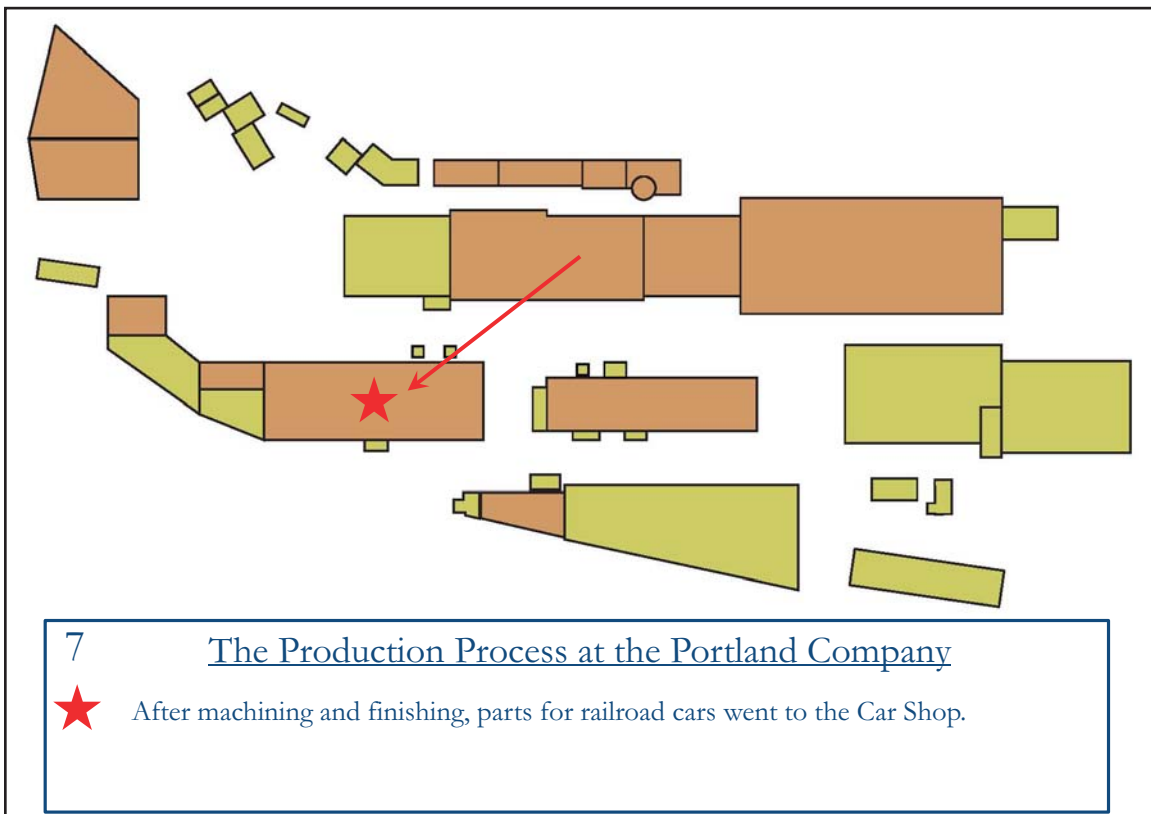 7
The Production Process at the Portland Company
After machining and finishing, parts for railroad cars went to the Car Shop.